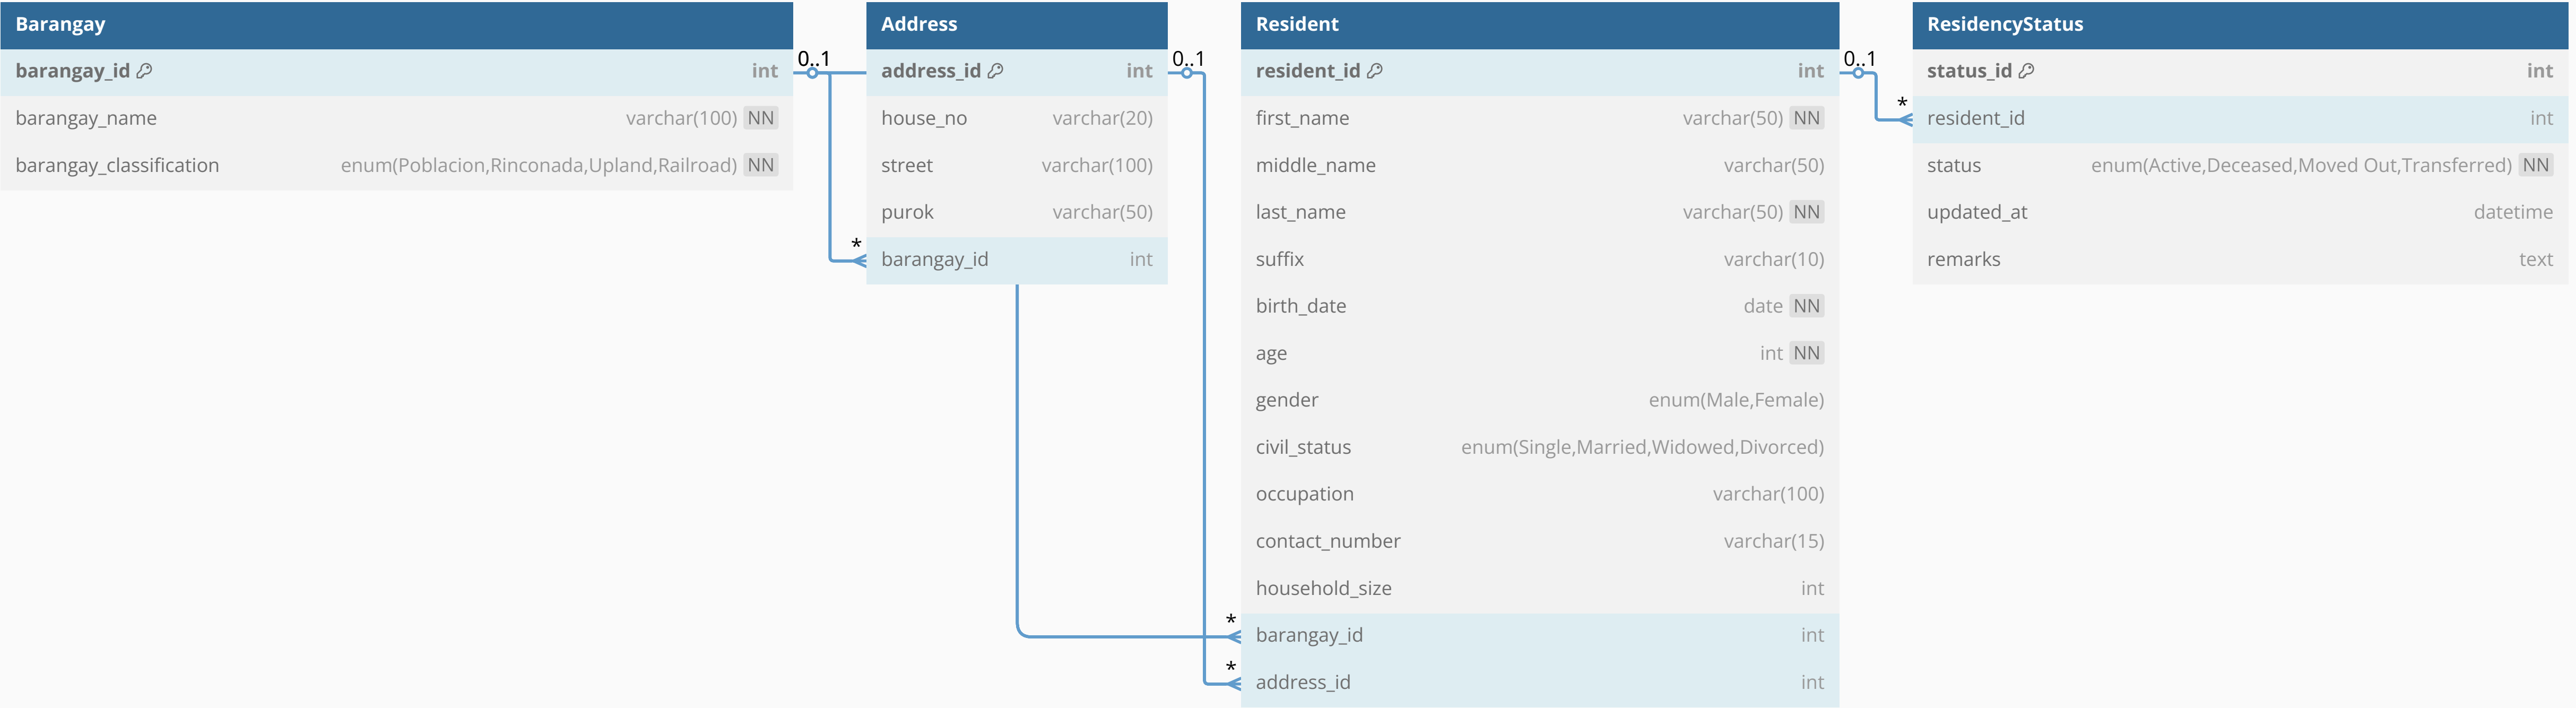 Barangay
barangay_id int
barangay_name varchar(100) NN
barangay_classification enum(Poblacion,Rinconada,Upland,Railroad) NN
0..1
*
Address
address_id int
house_no varchar(20)
street varchar(100)
purok varchar(50)
barangay_id int
0..1
*
*
Resident
resident_id int
first_name varchar(50) NN
middle_name varchar(50)
last_name varchar(50) NN
suffix varchar(10)
birth_date date NN
age int NN
gender enum(Male,Female)
civil_status enum(Single,Married,Widowed,Divorced)
occupation varchar(100)
contact_number varchar(15)
household_size int
barangay_id int
address_id int
0..1
*
ResidencyStatus
status_id int
resident_id int
status enum(Active,Deceased,Moved Out,Transferred) NN
updated_at datetime
remarks text